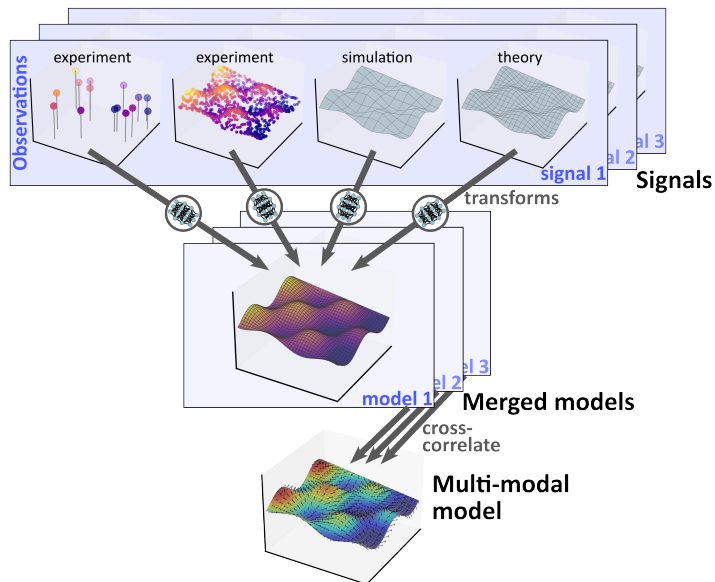 experiment
experiment
simulation
theory
Observations
signal 1
al 2
al 3
Signals
transforms
model 1
el 2
el 3
Merged models
cross-
correlate
Multi-modal
model